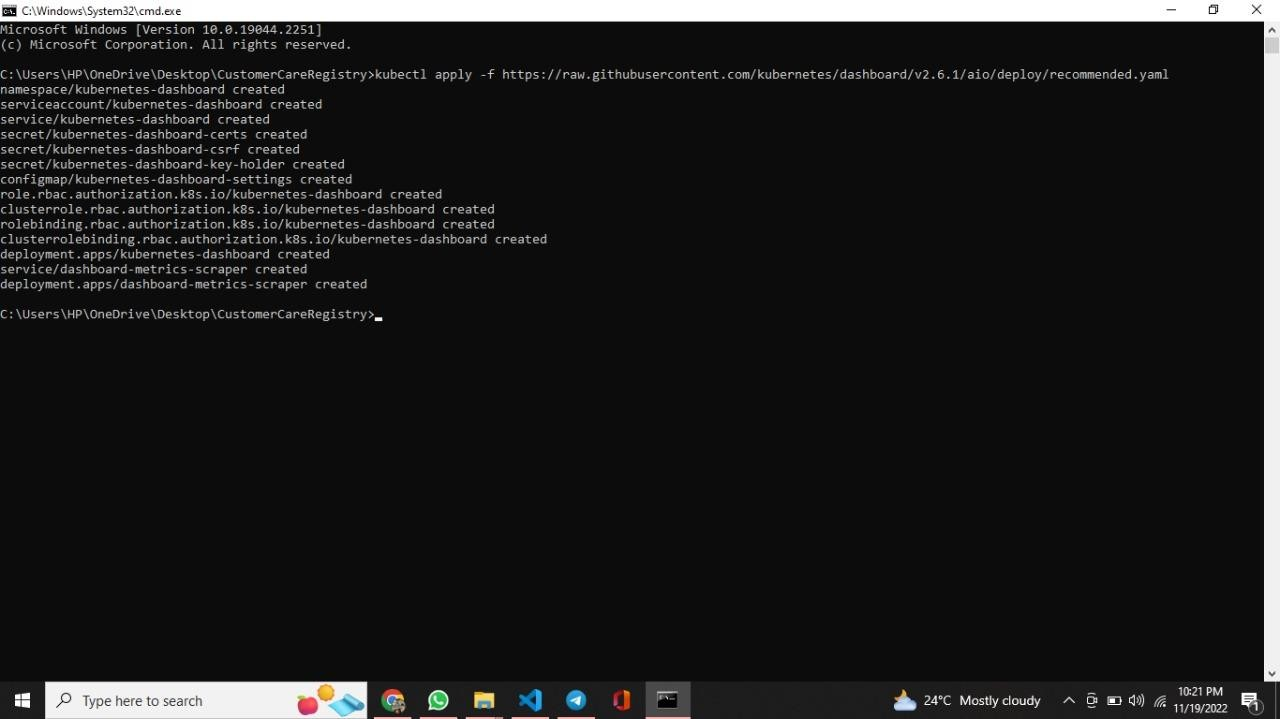 C:\Windows\System32\cmd.exe
Microsoft Windows [Version 10.0.19044.2251]
(c) Microsoft Corporation. All rights reserved.
C:\Users\HP\OneDrive\Desktop\CustomerCareRegistry>kubectl apply -f https://raw.githubusercontent.com/kubernetes/dashboard/v2.6.1/aio/deploy/recommended.yaml
namespace/kubernetes-dashboard created
serviceaccount/kubernetes-dashboard created
service/kubernetes-dashboard created
secret/kubernetes-dashboard-certs created
secret/kubernetes-dashboard-csrf created
secret/kubernetes-dashboard-key-holder created
configmap/kubernetes-dashboard-settings created
role.rbac.authorization.k8s.io/kubernetes-dashboard created
clusterrole.rbac.authorization.k8s.io/kubernetes-dashboard created
rolebinding.rbac.authorization.k8s.io/kubernetes-dashboard created
clusterrolebinding.rbac.authorization.k8s.io/kubernetes-dashboard created
deployment.apps/kubernetes-dashboard created
service/dashboard-metrics-scraper created
deployment.apps/dashboard-metrics-scraper created
C:\Users\HP\OneDrive\Desktop\CustomerCareRegistry>
Type here to search
24°C Mostly cloudy
10:21 PM
11/19/2022
1